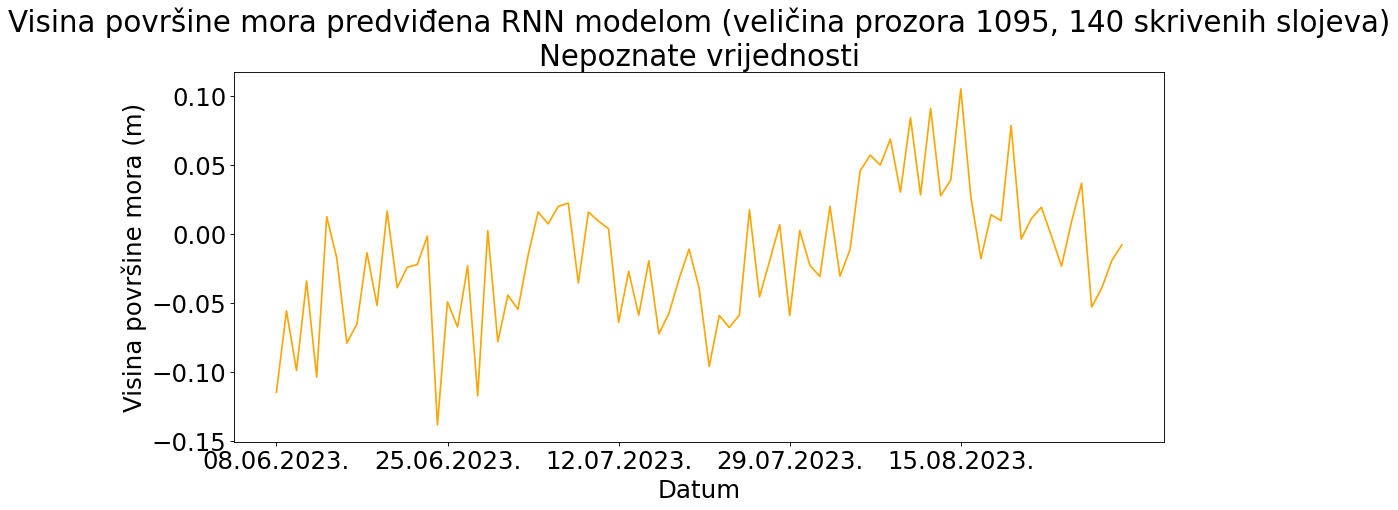 Visina površine mora predviđena RNN modelom (veličina prozora 1095, 140 skrivenih slojeva)
Nepoznate vrijednosti
Visina površine mora (m)
0.10
0.05
0.00
−0.05
−0.10
−0.15
08.06.2023. 25.06.2023. 12.07.2023. 29.07.2023. 15.08.2023.
Datum